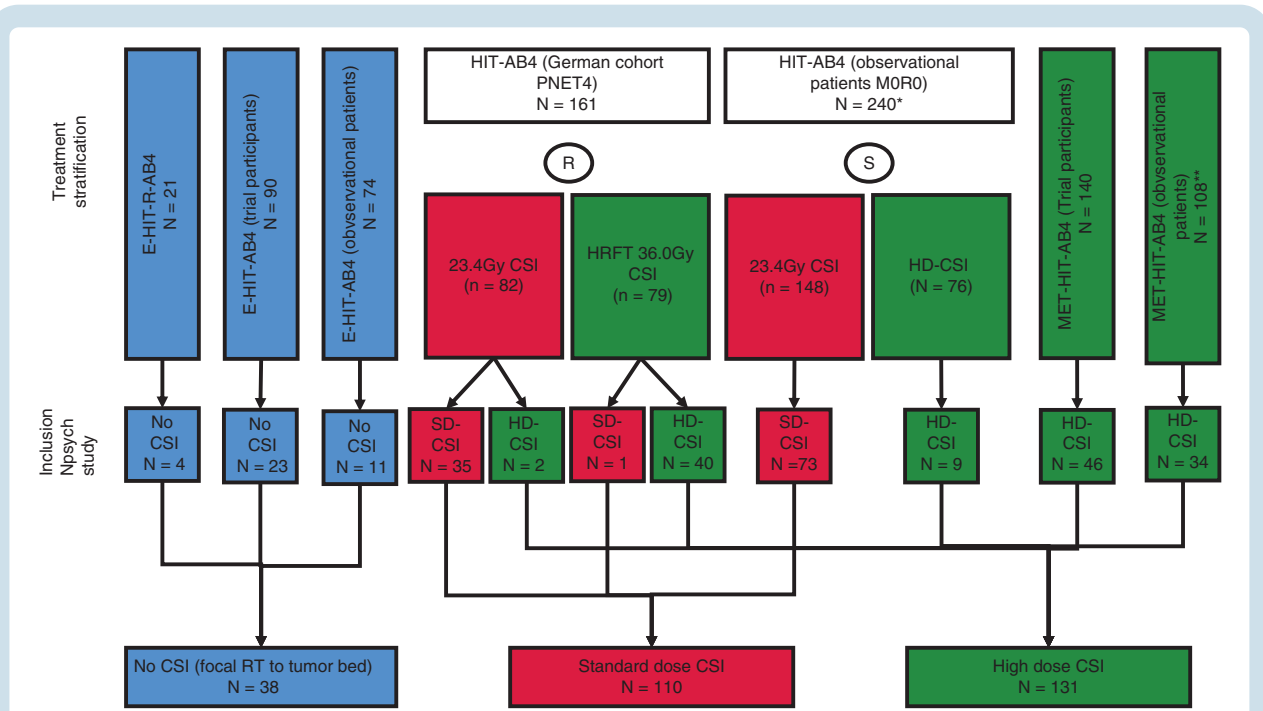 Treatment
stratification
E-HIT-R-AB4
N = 21
E-HIT-AB4 (trial participants)
N = 90
E-HIT-AB4 (obvservational patients)
N = 74
HIT-AB4 (German cohort
PNET4)
N = 161
HIT-AB4 (observational
patients M0R0)
N = 240*
R
S
23.4Gy CSI
(n = 82)
HRFT 36.0Gy
CSI
(n = 79)
23.4Gy CSI
(n = 148)
HD-CSI
(N = 76)
MET-HIT-AB4 (Trial participants)
N = 140
MET-HIT-AB4 (obvservational
patients)
N = 108**
Inclusion
Npsych
study
No
CSI
N = 4
No
CSI
N = 23
No
CSI
N = 11
SD-
CSI
N = 35
HD-
CSI
N = 2
SD-
CSI
N = 1
HD-
CSI
N = 40
SD-
CSI
N =73
HD-
CSI
N = 9
HD-
CSI
N = 46
HD-
CSI
N = 34
No CSI (focal RT to tumor bed)
N = 38
Standard dose CSI
N = 110
High dose CSI
N = 131